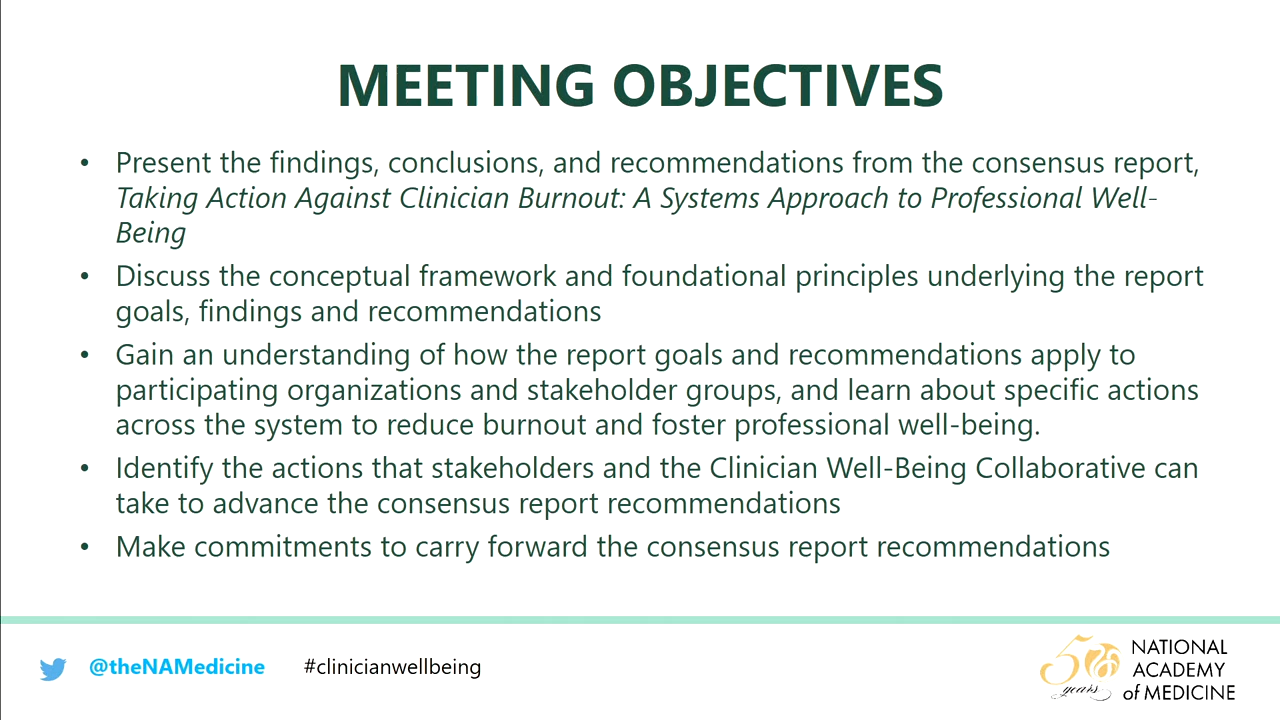 MEETING OBJECTIVES
• Present the findings, conclusions, and recommendations from the consensus report,
Taking Action Against Clinician Burnout: A Systems Approach to Professional Well-
Being
• Discuss the conceptual framework and foundational principles underlying the report
goals, findings and recommendations
• Gain an understanding of how the report goals and recommendations apply to
participating organizations and stakeholder groups, and learn about specific actions
across the system to reduce burnout and foster professional well-being.
• Identify the actions that stakeholders and the Clinician Well-Being Collaborative can
take to advance the consensus report recommendations
• Make commitments to carry forward the consensus report recommendations
@theNAMedicine #clinicianwellbeing
50
years
NATIONAL
ACADEMY
of MEDICINE